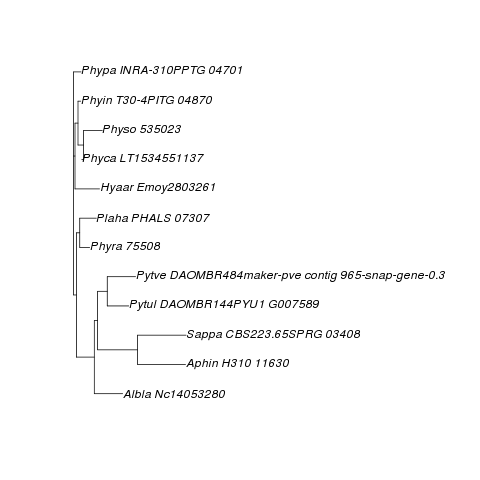 Phypa INRA-310PPTG 04701
Phyin T30-4PITG 04870
Physo 535023
Phyca LT1534551137
Hyaar Emoy2803261
Plaha PHALS 07307
Phyra 75508
Pytve DAOMBR484maker-pve contig 965-snap-gene-0.3
Pytul DAOMBR144PYU1 G007589
Sappa CBS223.65SPRG 03408
Aphin H310 11630
Albla Nc14053280